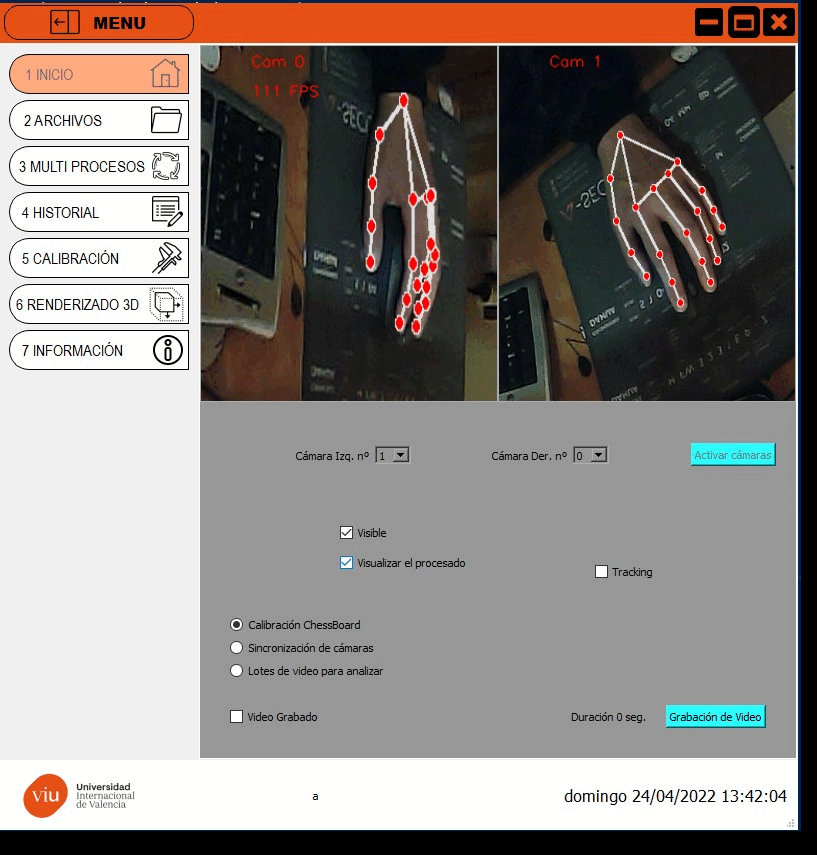 MENU
1 INICIO
2 ARCHIVOS
3 MULTI PROCESOS
4 HISTORIAL
5 CALIBRACIÓN
6 RENDERIZADO 3D
7 INFORMACIÓN
Cam 0
111 FPS
Cam 1
Cámara Izq. nº 1
Cámara Der. nº 0
Activar cámaras
Visible
Visualizar el procesado
Tracking
Calibración ChessBoard
Sincronización de cámaras
Lotes de video para analizar
Video Grabado
Duración 0 seg.
Grabación de Video
viu
Universidad
Internacional
de Valencia
a
domingo 24/04/2022 13:42:04